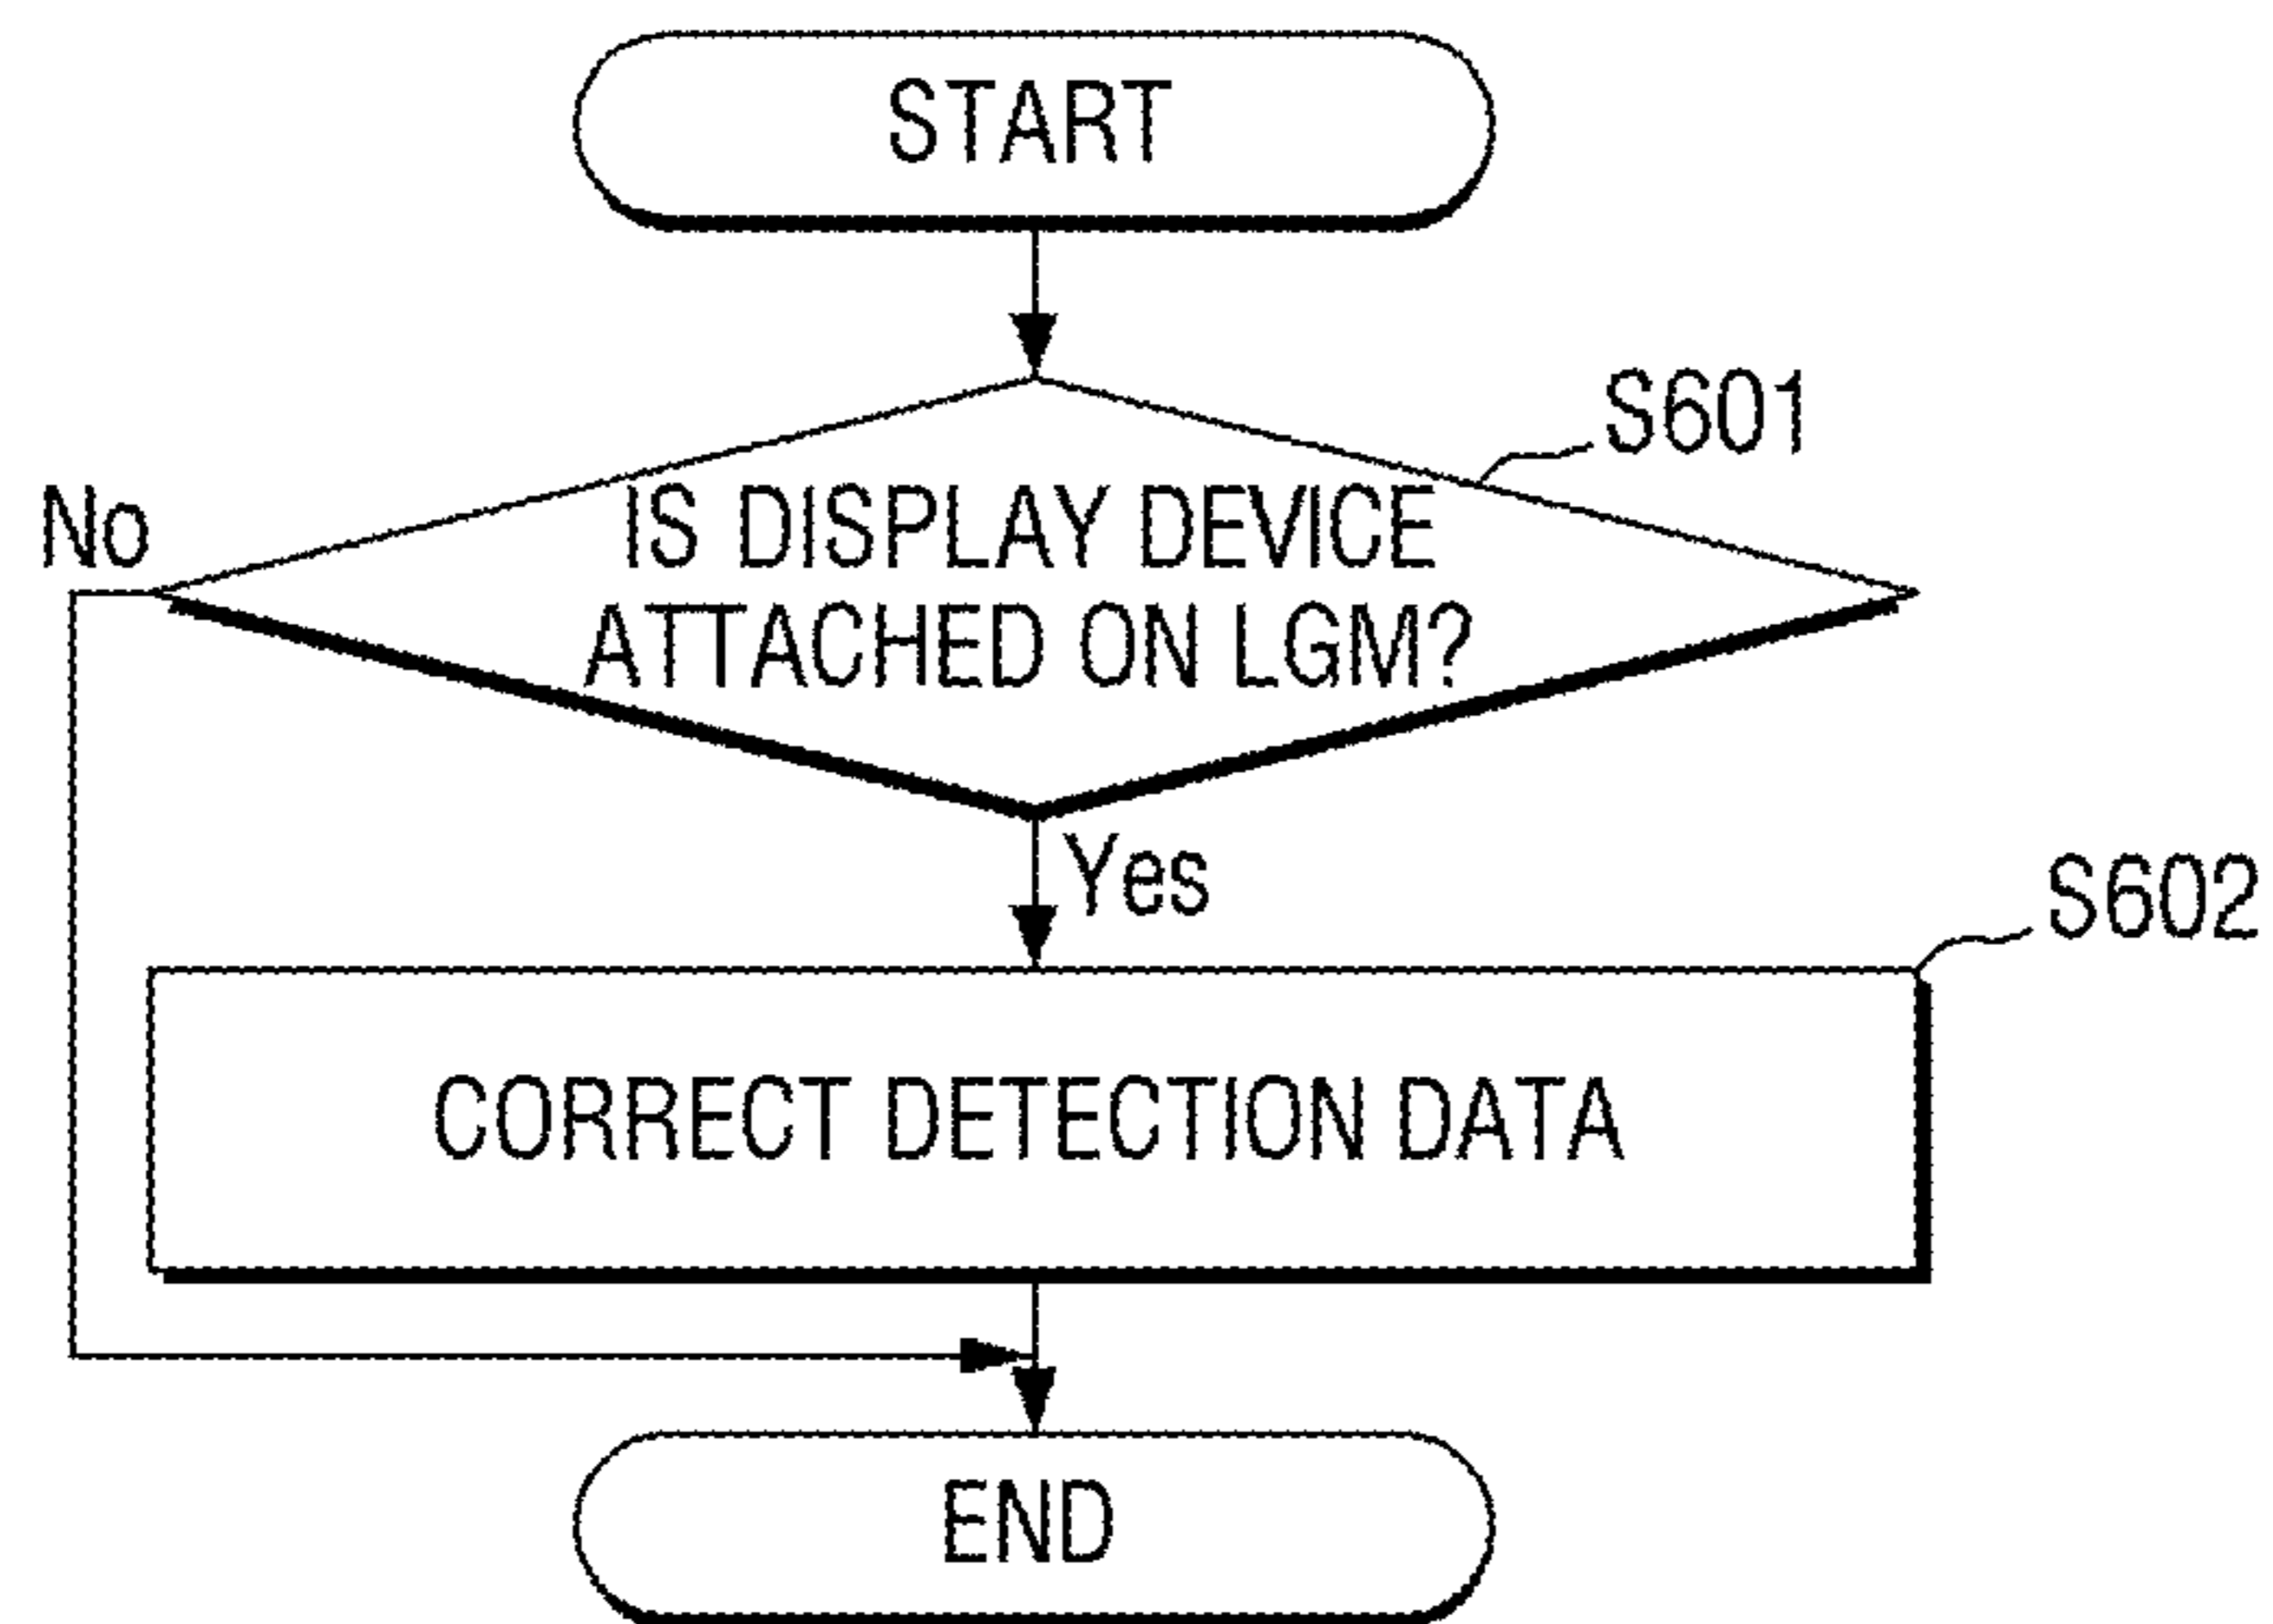 START
S601
No
IS DISPLAY DEVICE
ATTACHED ON LGM?
Yes
S602
CORRECT DETECTION DATA
END